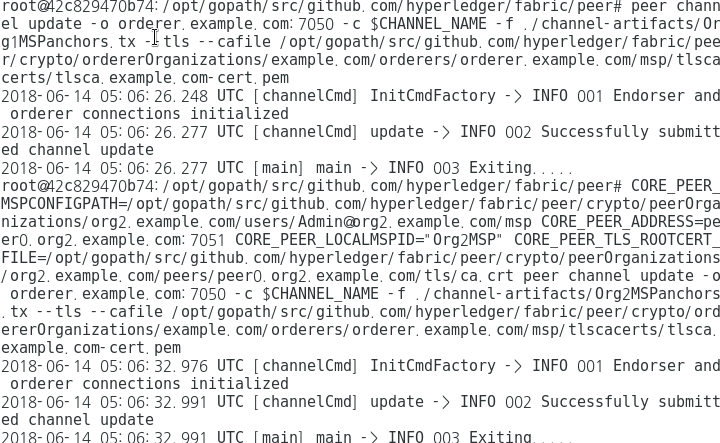 root@42c829470b74:/opt/gopath/src/github.com/hyperledger/fabric/peer# peer chann
el update -o orderer.example.com:7050 -c $CHANNEL_NAME -f ./channel-artifacts/Or
g1MSPanchors.tx --tls --cafile /opt/gopath/src/github.com/hyperledger/fabric/pee
r/crypto/ordererOrganizations/example.com/orderers/orderer.example.com/msp/tlsca
certs/tlsca.example.com-cert.pem
2018-06-14 05:06:26.248 UTC [channelCmd] InitCmdFactory -> INFO 001 Endorser and
 orderer connections initialized
2018-06-14 05:06:26.277 UTC [channelCmd] update -> INFO 002 Successfully submitt
ed channel update
2018-06-14 05:06:26.277 UTC [main] main -> INFO 003 Exiting.....
root@42c829470b74:/opt/gopath/src/github.com/hyperledger/fabric/peer# CORE_PEER_
MSPCONFIGPATH=/opt/gopath/src/github.com/hyperledger/fabric/peer/crypto/peerOrga
nizations/org2.example.com/users/Admin@org2.example.com/msp CORE_PEER_ADDRESS=pe
er0.org2.example.com:7051 CORE_PEER_LOCALMSPID="Org2MSP" CORE_PEER_TLS_ROOTCERT_
FILE=/opt/gopath/src/github.com/hyperledger/fabric/peer/crypto/peerOrganizations
/org2.example.com/peers/peer0.org2.example.com/tls/ca.crt peer channel update -o
 orderer.example.com:7050 -c $CHANNEL_NAME -f ./channel-artifacts/Org2MSPanchors
.tx --tls --cafile /opt/gopath/src/github.com/hyperledger/fabric/peer/crypto/ord
ererOrganizations/example.com/orderers/orderer.example.com/msp/tlscacerts/tlsca.
example.com-cert.pem
2018-06-14 05:06:32.976 UTC [channelCmd] InitCmdFactory -> INFO 001 Endorser and
 orderer connections initialized
2018-06-14 05:06:32.991 UTC [channelCmd] update -> INFO 002 Successfully submitt
ed channel update
2018-06-14 05:06:32.991 UTC [main] main -> INFO 003 Exiting.....